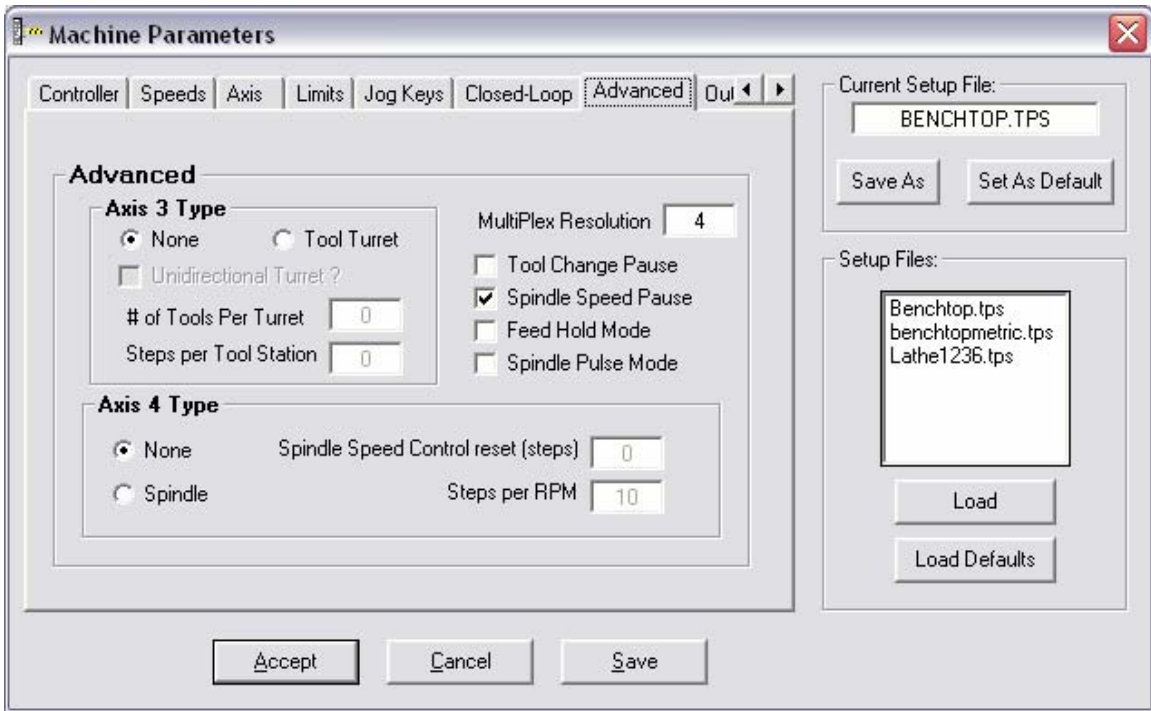 Machine Parameters
Controller Speeds Axis Limits Jog Keys Closed-Loop Advanced Out
Advanced
Axis 3 Type
None Tool Turret
Unidirectional Turret ?
# of Tools Per Turret 0
Steps per Tool Station 0
MultiPlex Resolution 4
Tool Change Pause
Spindle Speed Pause
Feed Hold Mode
Spindle Pulse Mode
Axis 4 Type
None Spindle Speed Control reset (steps) 0
Spindle Steps per RPM 10
Current Setup File:
BENCHTOP.TPS
Save As Set As Default
Setup Files:
Benchtop.tps
benchtopmetric.tps
Lathe1236.tps
Load
Load Defaults
Accept Cancel Save